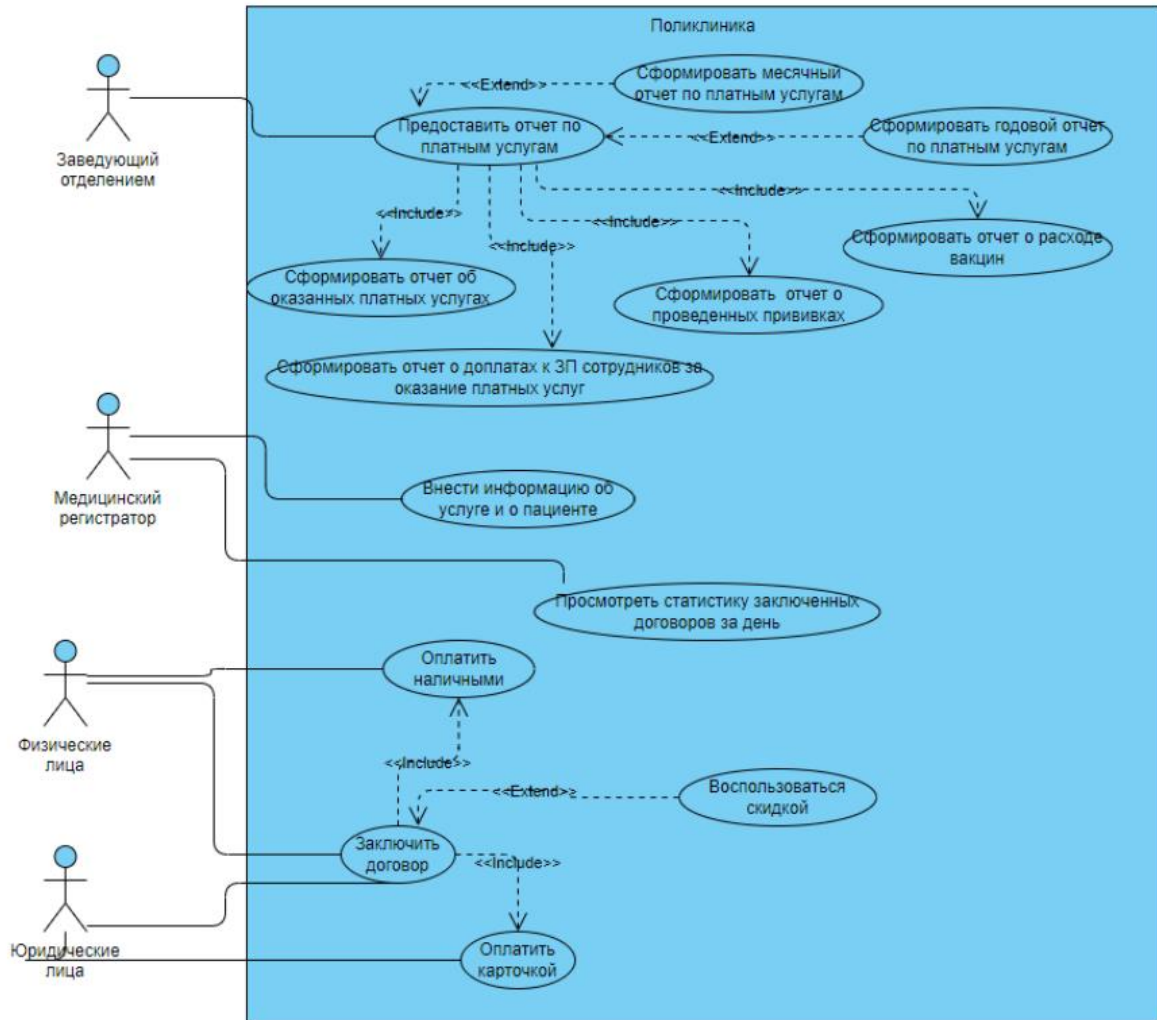 Поликлиника
Заведующий
отделением
<<Extend>>
Сформировать месячный
отчет по платным услугам
Предоставить отчет по
платным услугам
<<Extend>>
Сформировать годовой отчет
по платным услугам
<<Include>>
<<Include>>
<<Include>>
<<Include>>
Сформировать отчет о расходе
вакцин
Сформировать отчет об
оказанных платных услугах
Сформировать отчет о
проведенных прививках
Сформировать отчет о доплатах к ЗП сотрудников за
оказание платных услуг
Медицинский
регистратор
Внести информацию об
услуге и о пациенте
Просмотреть статистику заключенных
договоров за день
Физические
лица
Оплатить
наличными
<<Include>>
<<Extend>>
Воспользоваться
скидкой
Заключить
договор
<<Include>>
Юридические
лица
Оплатить
карточкой